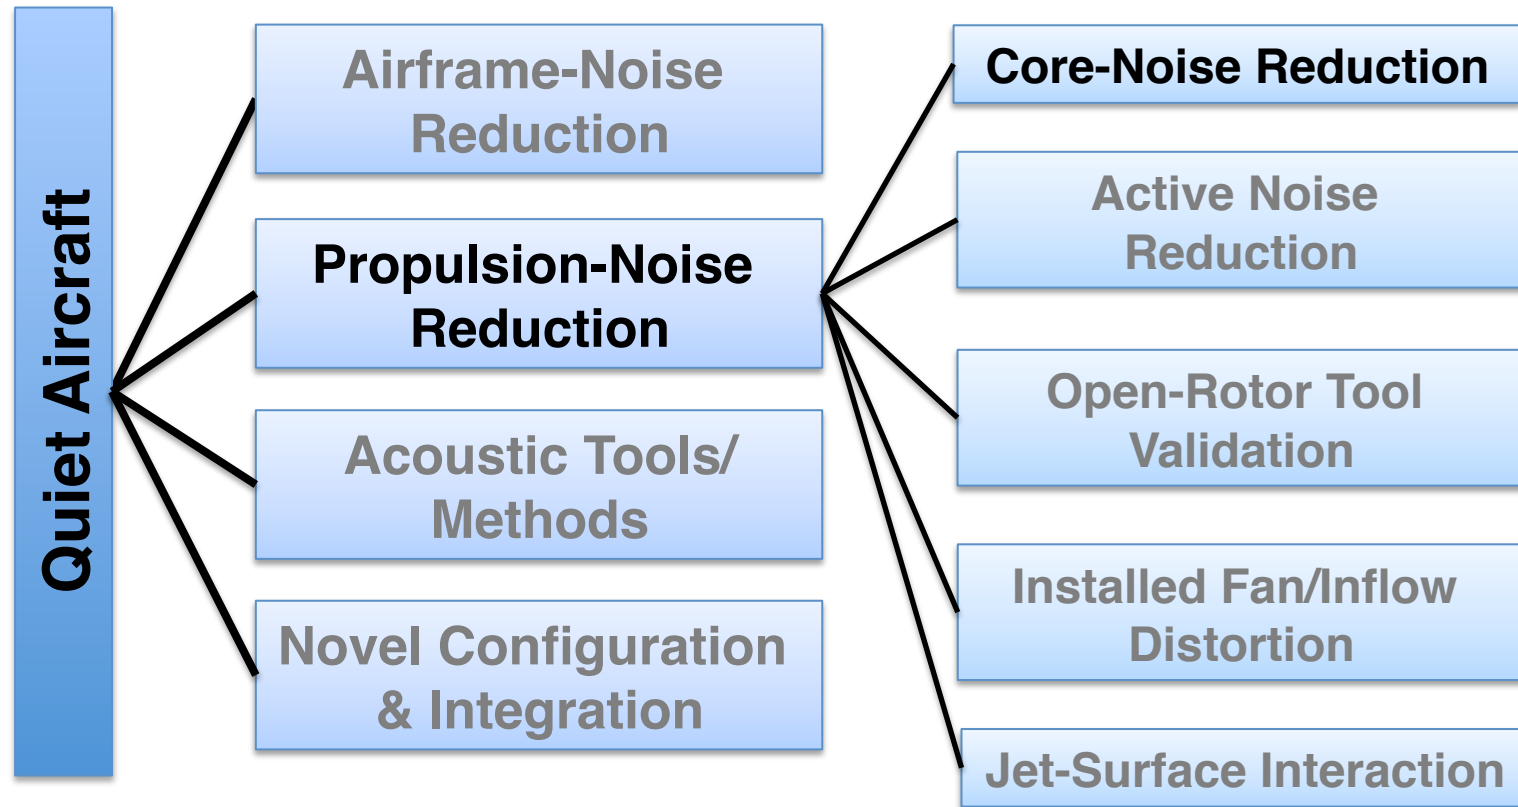 Quiet Aircraft
Airframe-Noise
Reduction
Propulsion-Noise
Reduction
Acoustic Tools/
Methods
Novel Configuration
& Integration
Core-Noise Reduction
Active Noise
Reduction
Open-Rotor Tool
Validation
Installed Fan/Inflow
Distortion
Jet-Surface Interaction